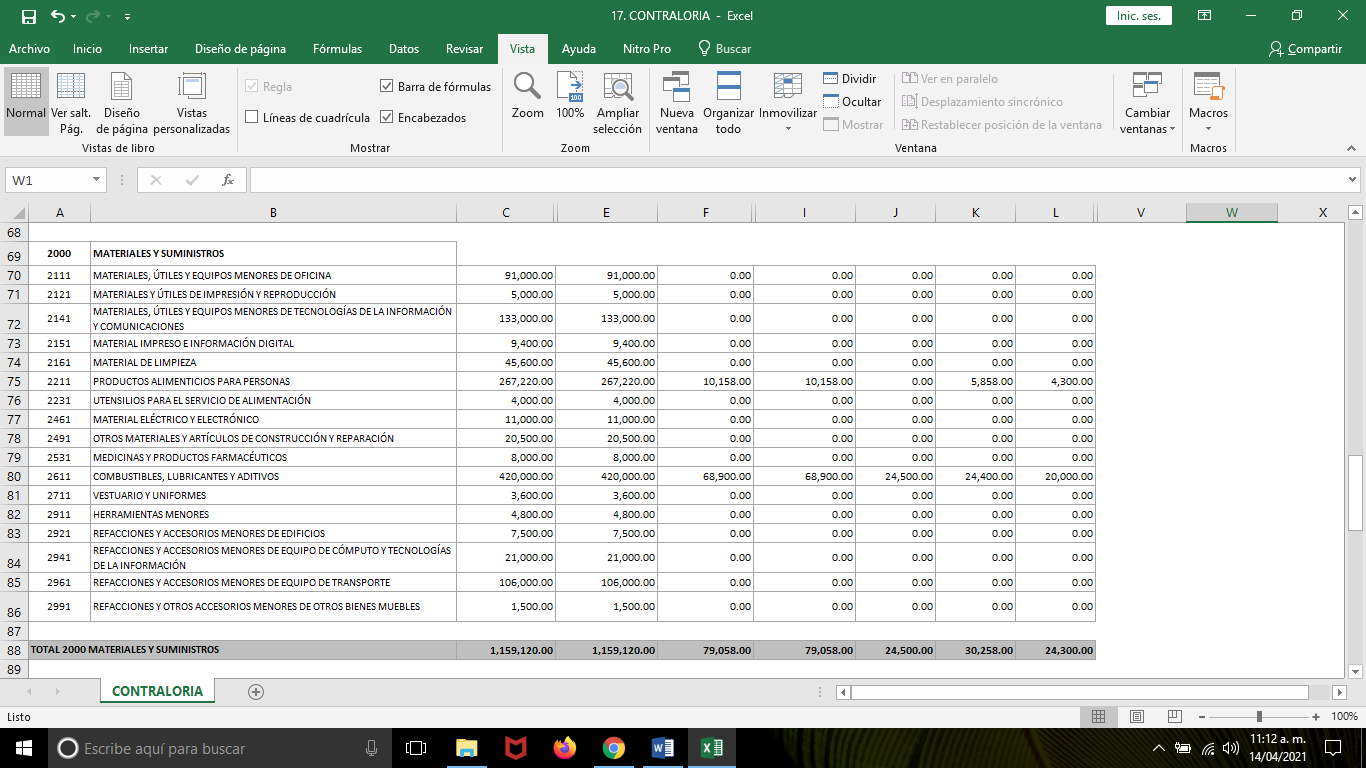 17. CONTRALORIA - Excel
Inic. ses.
Archivo Inicio Insertar Diseño de página Fórmulas Datos Revisar Vista Ayuda Nitro Pro Buscar Compartir
Normal Ver salt. Pág. Diseño de página Vistas personalizadas
Vistas de libro
Regla Barra de fórmulas
Líneas de cuadrícula Encabezados
Mostrar
Zoom 100% Ampliar selección
100
Zoom
Nueva ventana Organizar todo Inmovilizar
Dividir
Ocultar
Mostrar
Ver en paralelo
Desplazamiento sincrónico
Restablecer posición de la ventana
Cambiar ventanas
Ventana
Macros
Macros
W1 fx
A B C E F I J K L V W X
68
69 2000 MATERIALES Y SUMINISTROS
70 2111 MATERIALES, ÚTILES Y EQUIPOS MENORES DE OFICINA 91,000.00 91,000.00 0.00 0.00 0.00 0.00 0.00
71 2121 MATERIALES Y ÚTILES DE IMPRESIÓN Y REPRODUCCIÓN 5,000.00 5,000.00 0.00 0.00 0.00 0.00 0.00
72 2141 MATERIALES, ÚTILES Y EQUIPOS MENORES DE TECNOLOGÍAS DE LA INFORMACIÓN
Y COMUNICACIONES 133,000.00 133,000.00 0.00 0.00 0.00 0.00 0.00
73 2151 MATERIAL IMPRESO E INFORMACIÓN DIGITAL 9,400.00 9,400.00 0.00 0.00 0.00 0.00 0.00
74 2161 MATERIAL DE LIMPIEZA 45,600.00 45,600.00 0.00 0.00 0.00 0.00 0.00
75 2211 PRODUCTOS ALIMENTICIOS PARA PERSONAS 267,220.00 267,220.00 10,158.00 10,158.00 0.00 5,858.00 4,300.00
76 2231 UTENSILIOS PARA EL SERVICIO DE ALIMENTACIÓN 4,000.00 4,000.00 0.00 0.00 0.00 0.00 0.00
77 2461 MATERIAL ELÉCTRICO Y ELECTRÓNICO 11,000.00 11,000.00 0.00 0.00 0.00 0.00 0.00
78 2491 OTROS MATERIALES Y ARTÍCULOS DE CONSTRUCCIÓN Y REPARACIÓN 20,500.00 20,500.00 0.00 0.00 0.00 0.00 0.00
79 2531 MEDICINAS Y PRODUCTOS FARMACÉUTICOS 8,000.00 8,000.00 0.00 0.00 0.00 0.00 0.00
80 2611 COMBUSTIBLES, LUBRICANTES Y ADITIVOS 420,000.00 420,000.00 68,900.00 68,900.00 24,500.00 24,400.00 20,000.00
81 2711 VESTUARIO Y UNIFORMES 3,600.00 3,600.00 0.00 0.00 0.00 0.00 0.00
82 2911 HERRAMIENTAS MENORES 4,800.00 4,800.00 0.00 0.00 0.00 0.00 0.00
83 2921 REFACCIONES Y ACCESORIOS MENORES DE EDIFICIOS 7,500.00 7,500.00 0.00 0.00 0.00 0.00 0.00
84 2941 REFACCIONES Y ACCESORIOS MENORES DE EQUIPO DE CÓMPUTO Y TECNOLOGÍAS
DE LA INFORMACIÓN 21,000.00 21,000.00 0.00 0.00 0.00 0.00 0.00
85 2961 REFACCIONES Y ACCESORIOS MENORES DE EQUIPO DE TRANSPORTE 106,000.00 106,000.00 0.00 0.00 0.00 0.00 0.00
86 2991 REFACCIONES Y OTROS ACCESORIOS MENORES DE OTROS BIENES MUEBLES 1,500.00 1,500.00 0.00 0.00 0.00 0.00 0.00
87
88 TOTAL 2000 MATERIALES Y SUMINISTROS 1,159,120.00 1,159,120.00 79,058.00 79,058.00 24,500.00 30,258.00 24,300.00
89
CONTRALORIA
Listo 100%
Escribe aquí para buscar
11:12 a. m.
14/04/2021